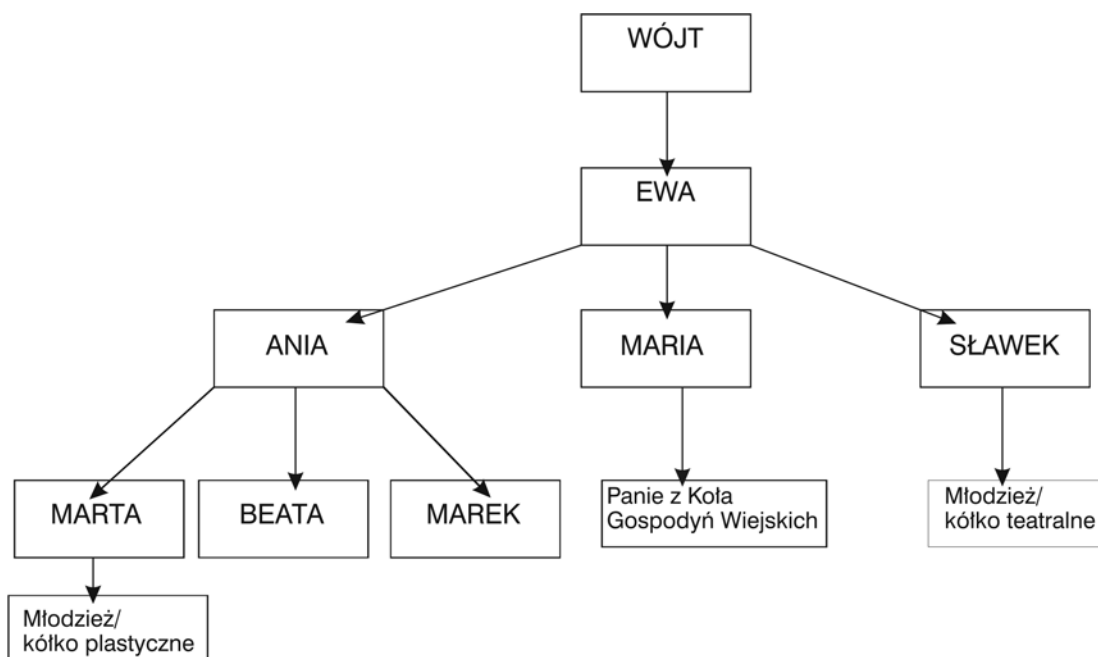 WÓJT
EWA
ANIA
MARIA
SŁAWEK
MARTA
BEATA
MAREK
Panie z Koła
Gospodyń Wiejskich
Młodzież/
kółko teatralne
Młodzież/
kółko plastyczne